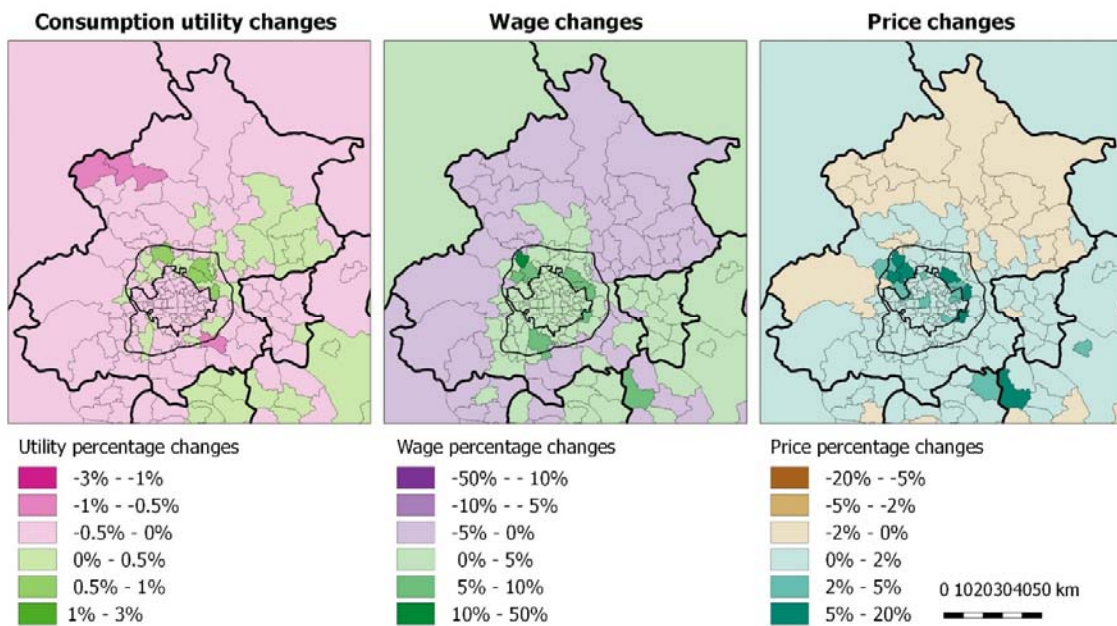 Consumption utility changes
Wage changes
Price changes
Utility percentage changes
-3% - -1%
-1% - -0.5%
-0.5% - 0%
0% - 0.5%
0.5% - 1%
1% - 3%
Wage percentage changes
-50% - - 10%
-10% - - 5%
-5% - 0%
0% - 5%
5% - 10%
10% - 50%
Price percentage changes
-20% - -5%
-5% - -2%
-2% - 0%
0% - 2%
2% - 5%
5% - 20%
0 1020304050 km